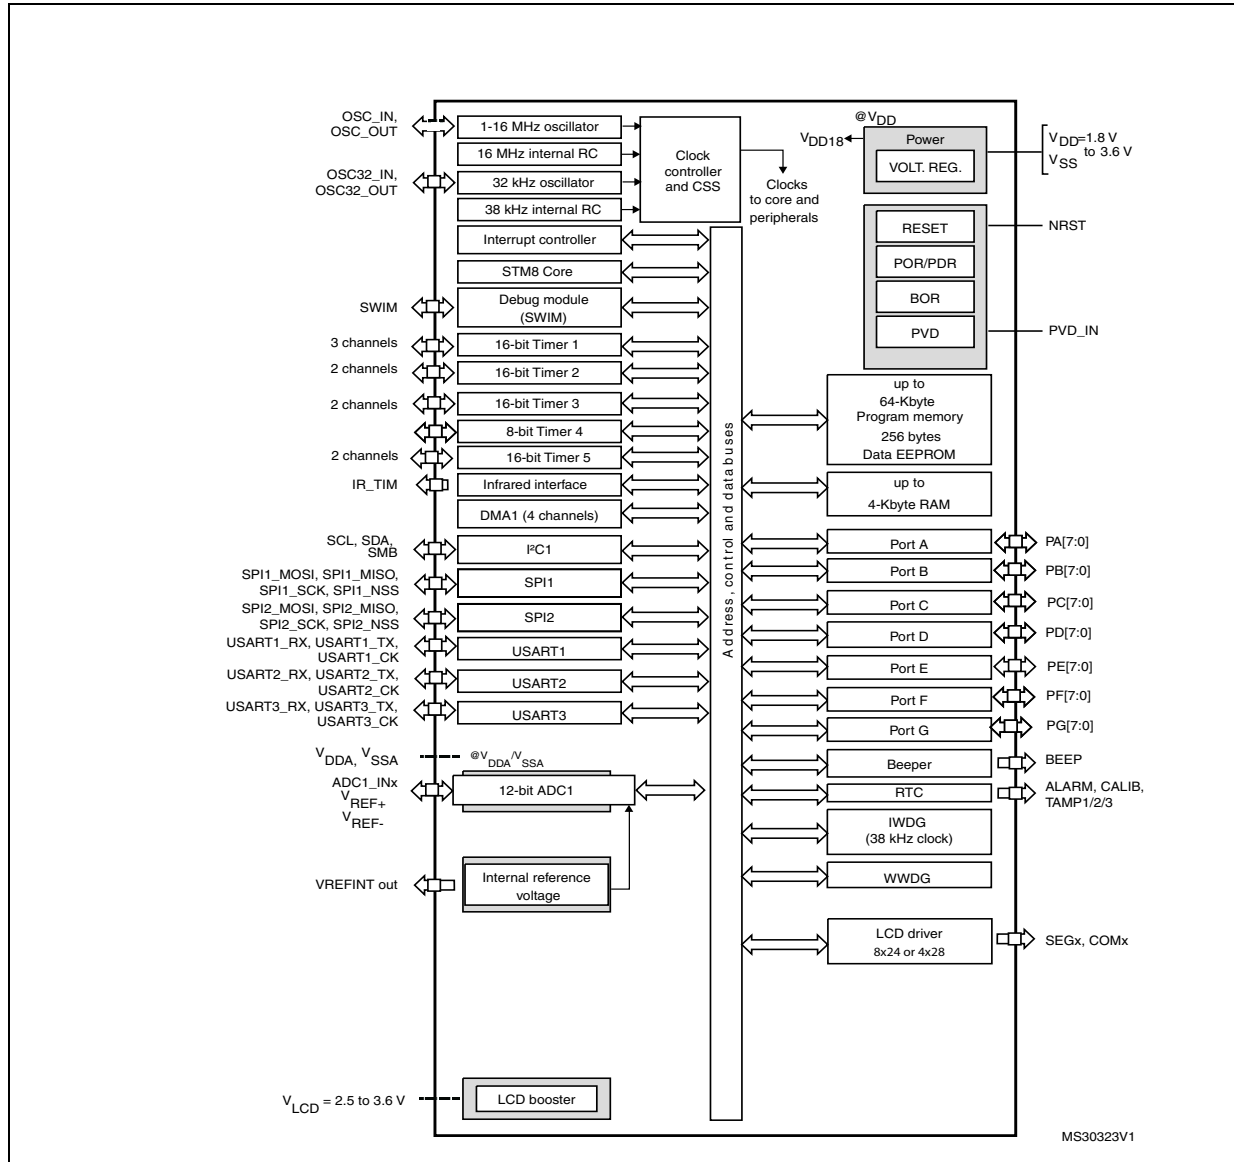 OSC_IN,
OSC_OUT
1-16 MHz oscillator
16 MHz internal RC
OSC32_IN,
OSC32_OUT
32 kHz oscillator
38 kHz internal RC
Clock
controller
and CSS
Clocks
to core and
peripherals
@VDD
VDD18
Power
VOLT. REG.
VDD=1.8 V
to 3.6 V
VSS
RESET
NRST
POR/PDR
BOR
PVD
PVD_IN
Interrupt controller
STM8 Core
SWIM
Debug module
(SWIM)
3 channels
16-bit Timer 1
2 channels
16-bit Timer 2
2 channels
16-bit Timer 3
8-bit Timer 4
2 channels
16-bit Timer 5
IR_TIM
Infrared interface
DMA1 (4 channels)
SCL, SDA,
SMB
I²C1
SPI1_MOSI, SPI1_MISO,
SPI1_SCK, SPI1_NSS
SPI1
SPI2_MOSI, SPI2_MISO,
SPI2_SCK, SPI2_NSS
SPI2
USART1_RX, USART1_TX,
USART1_CK
USART1
USART2_RX, USART2_TX,
USART2_CK
USART2
USART3_RX, USART3_TX,
USART3_CK
USART3
VDDA, VSSA
@VDDA/VSSA
ADC1_INx
VREF+
VREF-
12-bit ADC1
VREFINT out
Internal reference
voltage
VLCD = 2.5 to 3.6 V
LCD booster
Address, control and data buses
up to
64-Kbyte
Program memory
256 bytes
Data EEPROM
up to
4-Kbyte RAM
Port A
PA[7:0]
Port B
PB[7:0]
Port C
PC[7:0]
Port D
PD[7:0]
Port E
PE[7:0]
Port F
PF[7:0]
Port G
PG[7:0]
Beeper
BEEP
RTC
ALARM, CALIB,
TAMP1/2/3
IWDG
(38 kHz clock)
WWDG
LCD driver
8x24 or 4x28
SEGx, COMx
MS30323V1